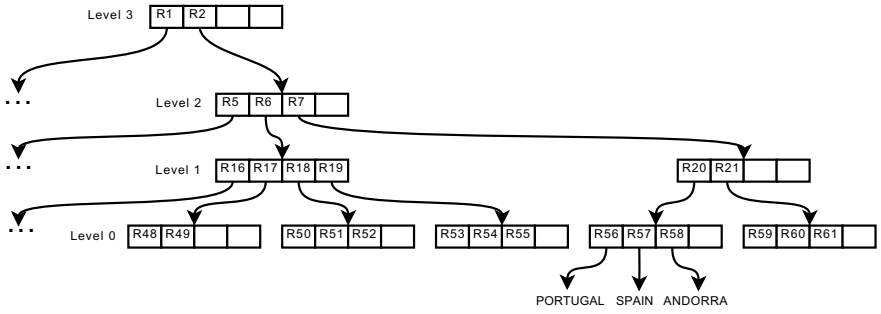 Level 3 R1 R2
...
Level 2 R5 R6 R7
...
Level 1 R16 R17 R18 R19 R20 R21
...
Level 0 R48 R49 R50 R51 R52 R53 R54 R55 R56 R57 R58 R59 R60 R61
PORTUGAL SPAIN ANDORRA